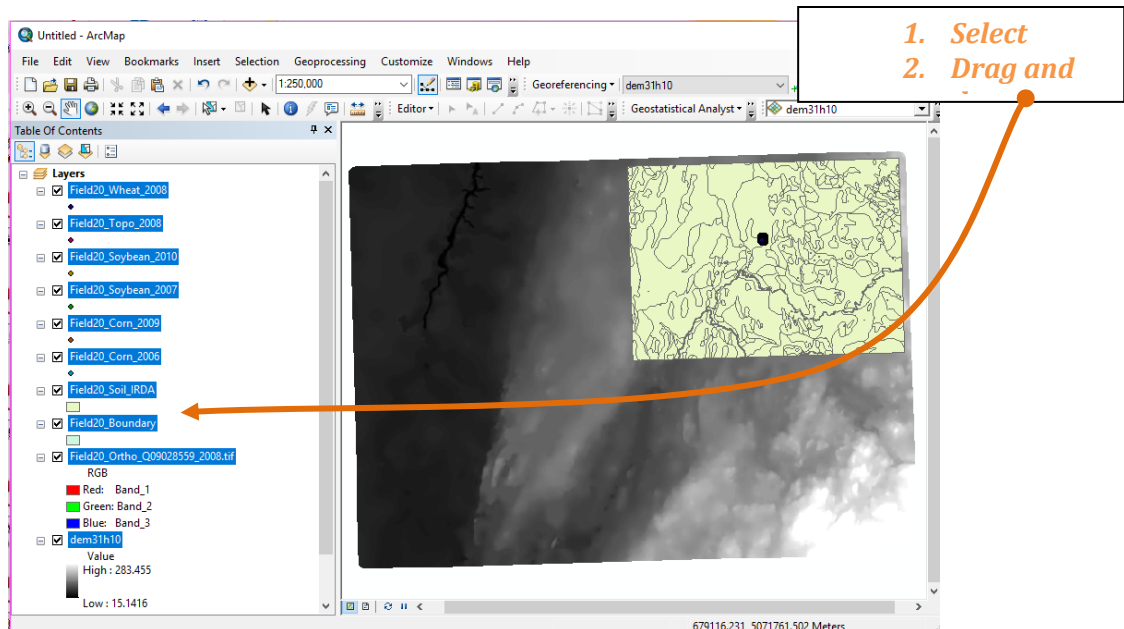 1. Select
2. Drag and
Untitled - ArcMap
File Edit View Bookmarks Insert Selection Geoprocessing Customize Windows Help
1:250,000
Georeferencing
dem31h10
Editor
Geostatistical Analyst
dem31h10
Table Of Contents
Layers
Field20_Wheat_2008
Field20_Topo_2008
Field20_Soybean_2010
Field20_Soybean_2007
Field20_Corn_2009
Field20_Corn_2006
Field20_Soil_IRDA
Field20_Boundary
Field20_Ortho_Q09028559_2008.tif
RGB
Red: Band_1
Green: Band_2
Blue: Band_3
dem31h10
Value
High : 283.455
Low : 15.1416
679116.231 5071761.502 Meters